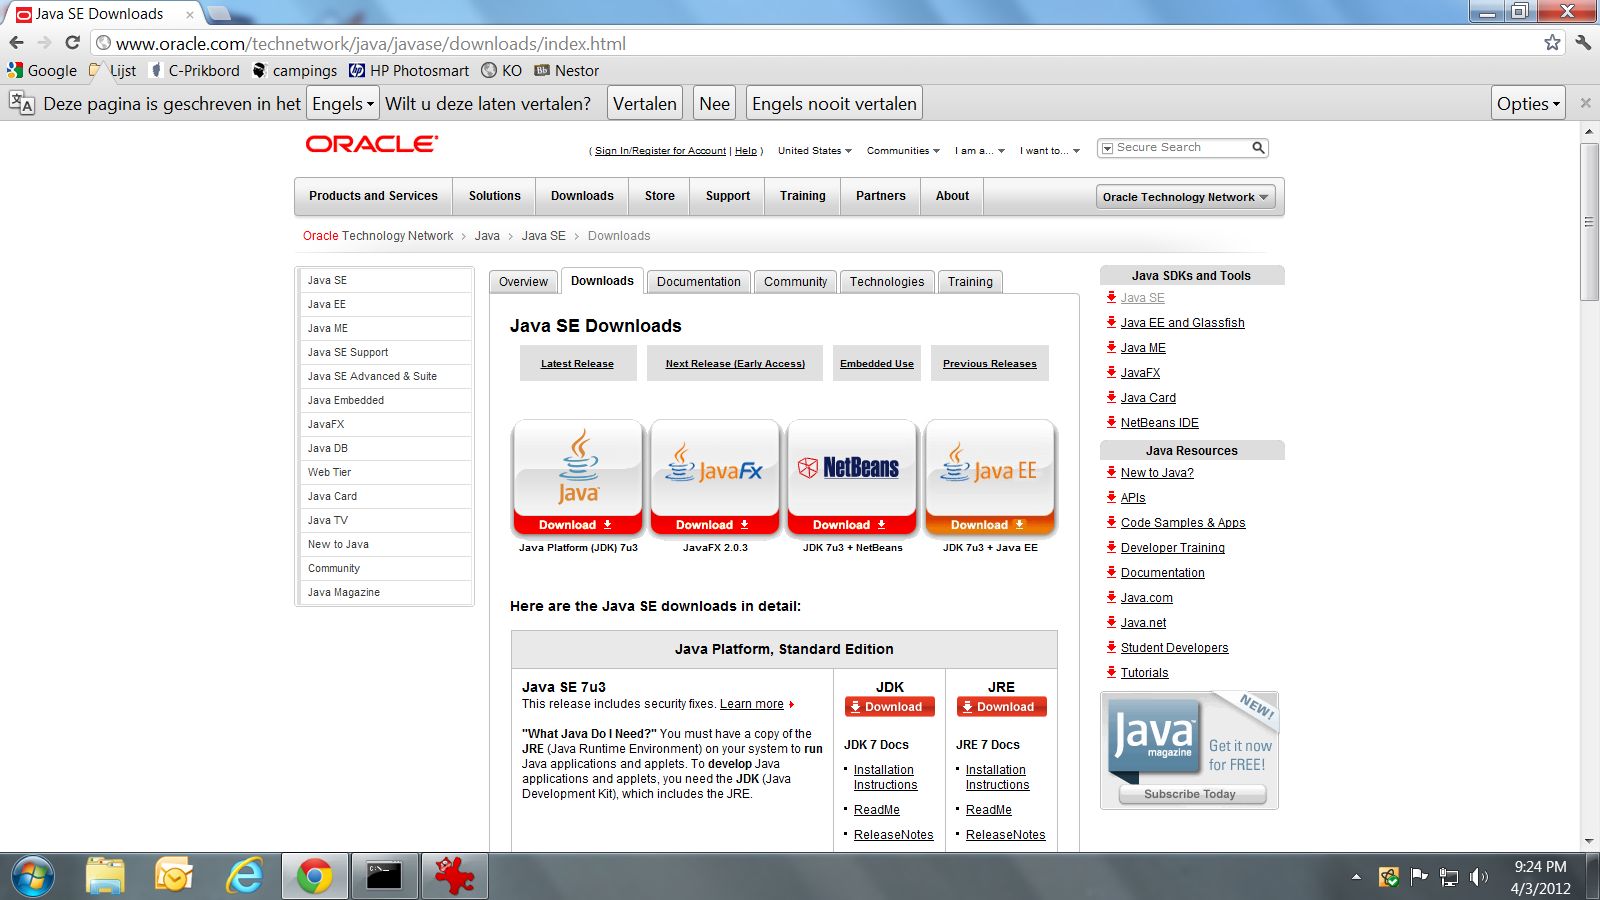 Java SE Downloads
www.oracle.com/technetwork/java/javase/downloads/index.html
Google Lijst C-Prikbord campings HP Photosmart KO Nestor
Deze pagina is geschreven in het Engels Wilt u deze laten vertalen? Vertalen Nee Engels nooit vertalen Opties
ORACLE
( Sign In/Register for Account | Help ) United States Communities I am a... I want to... Secure Search
Products and Services Solutions Downloads Store Support Training Partners About Oracle Technology Network
Oracle Technology Network > Java > Java SE > Downloads
Java SE
Java EE
Java ME
Java SE Support
Java SE Advanced & Suite
Java Embedded
JavaFX
Java DB
Web Tier
Java Card
Java TV
New to Java
Community
Java Magazine
Overview Downloads Documentation Community Technologies Training
Java SE Downloads
Latest Release Next Release (Early Access) Embedded Use Previous Releases
Java JavaFX NetBeans Java EE
Download Download Download Download
Java Platform (JDK) 7u3 JavaFX 2.0.3 JDK 7u3 + NetBeans JDK 7u3 + Java EE
Here are the Java SE downloads in detail:
Java Platform, Standard Edition
Java SE 7u3
This release includes security fixes. Learn more
"What Java Do I Need?" You must have a copy of the
JRE (Java Runtime Environment) on your system to run
Java applications and applets. To develop Java
applications and applets, you need the JDK (Java
Development Kit), which includes the JRE.
JDK
Download
JDK 7 Docs
Installation
Instructions
ReadMe
ReleaseNotes
JRE
Download
JRE 7 Docs
Installation
Instructions
ReadMe
ReleaseNotes
Java SDKs and Tools
Java SE
Java EE and Glassfish
Java ME
JavaFX
Java Card
NetBeans IDE
Java Resources
New to Java?
APIs
Code Samples & Apps
Developer Training
Documentation
Java.com
Java.net
Student Developers
Tutorials
NEW!
Java
magazine
Get it now
for FREE!
Subscribe Today
9:24 PM
4/3/2012